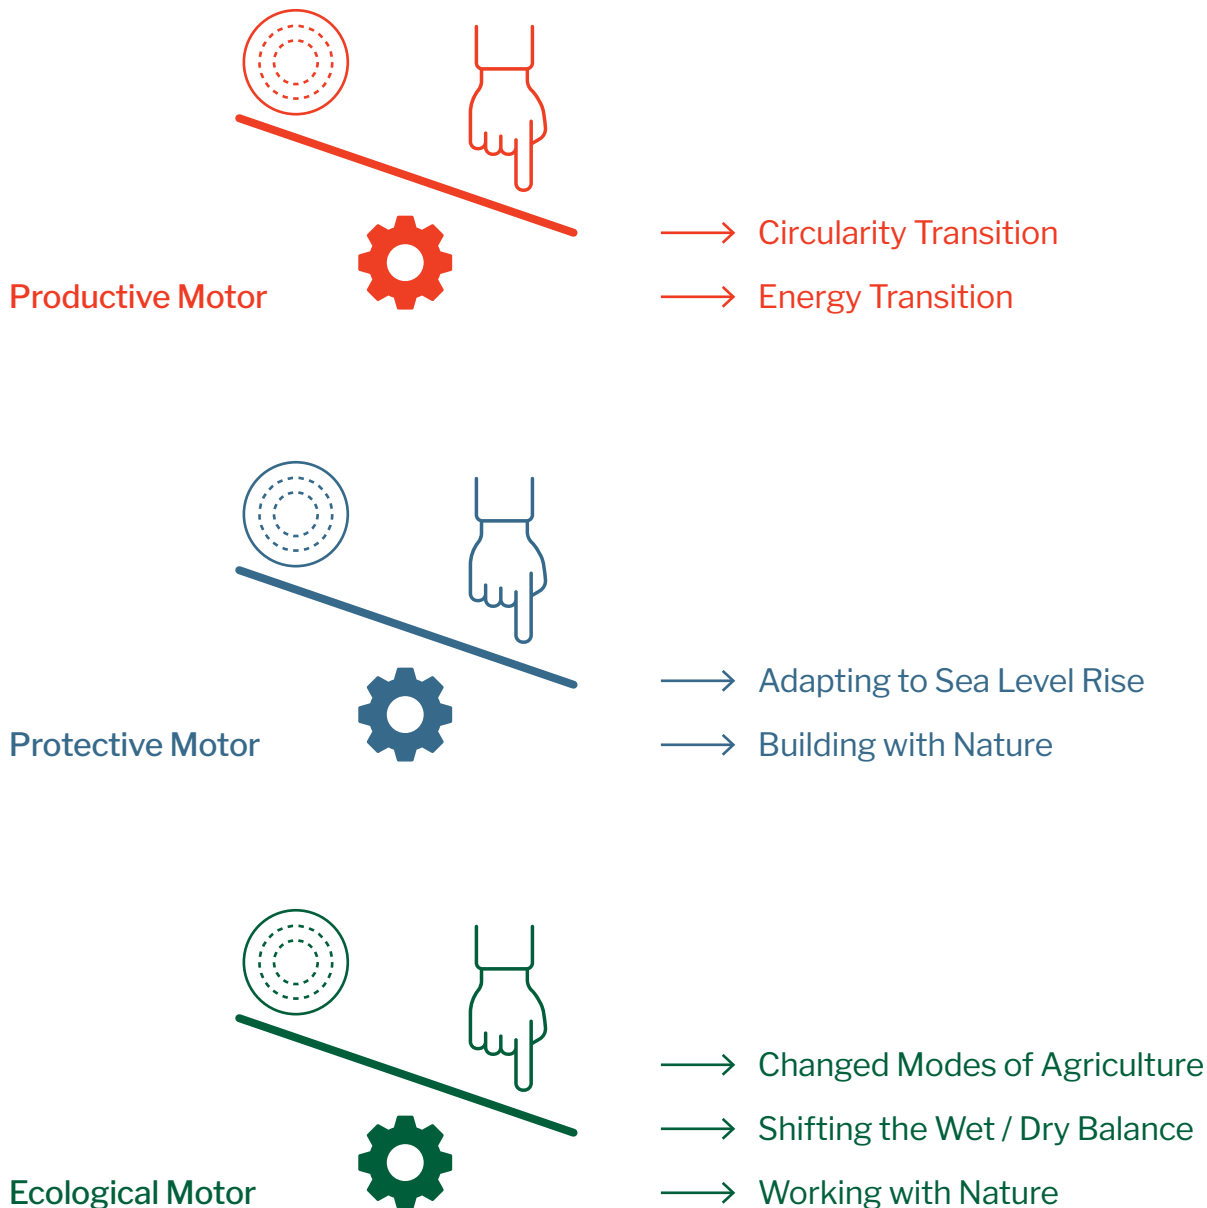 Circularity Transition
Productive Motor
Energy Transition
Adapting to Sea Level Rise
Protective Motor
Building with Nature
Changed Modes of Agriculture
Shifting the Wet / Dry Balance
Ecological Motor
Working with Nature